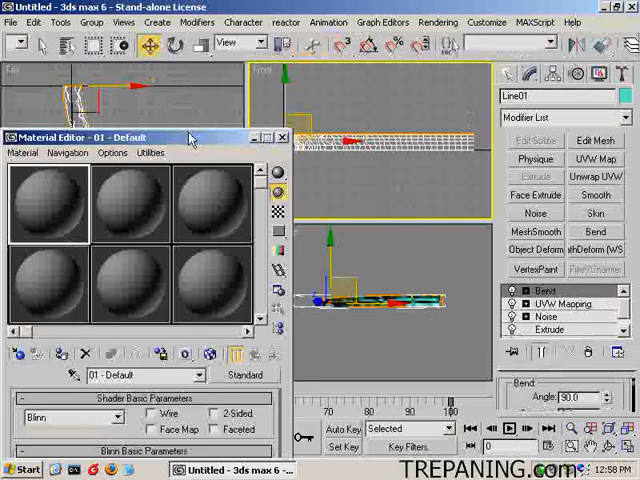 Untitled - 3ds max 6 - Stand-alone License
File Edit Tools Group Views Create Modifiers Character reactor Animation Graph Editors Rendering Customize MAXScript Help
View
Front
Line01
Modifier List
Edit Spline Edit Mesh
Physique UVW Map
Extrude Unwrap UVW
Face Extrude Smooth
Noise Skin
MeshSmooth Bend
Object Deform thDeform (WS
VertexPaint
Bend
UVW Mapping
Noise
Extrude
Bend:
Angle: 90.0
Material Editor - 01 - Default
Material Navigation Options Utilities
01 - Default Standard
Shader Basic Parameters
Blinn Wire 2-Sided
Face Map Faceted
Blinn Basic Parameters
70 80 90 100
Auto Key Selected
Set Key Key Filters... 0
Start Untitled - 3ds max 6 -... 12:58 PM
TREPANING.com